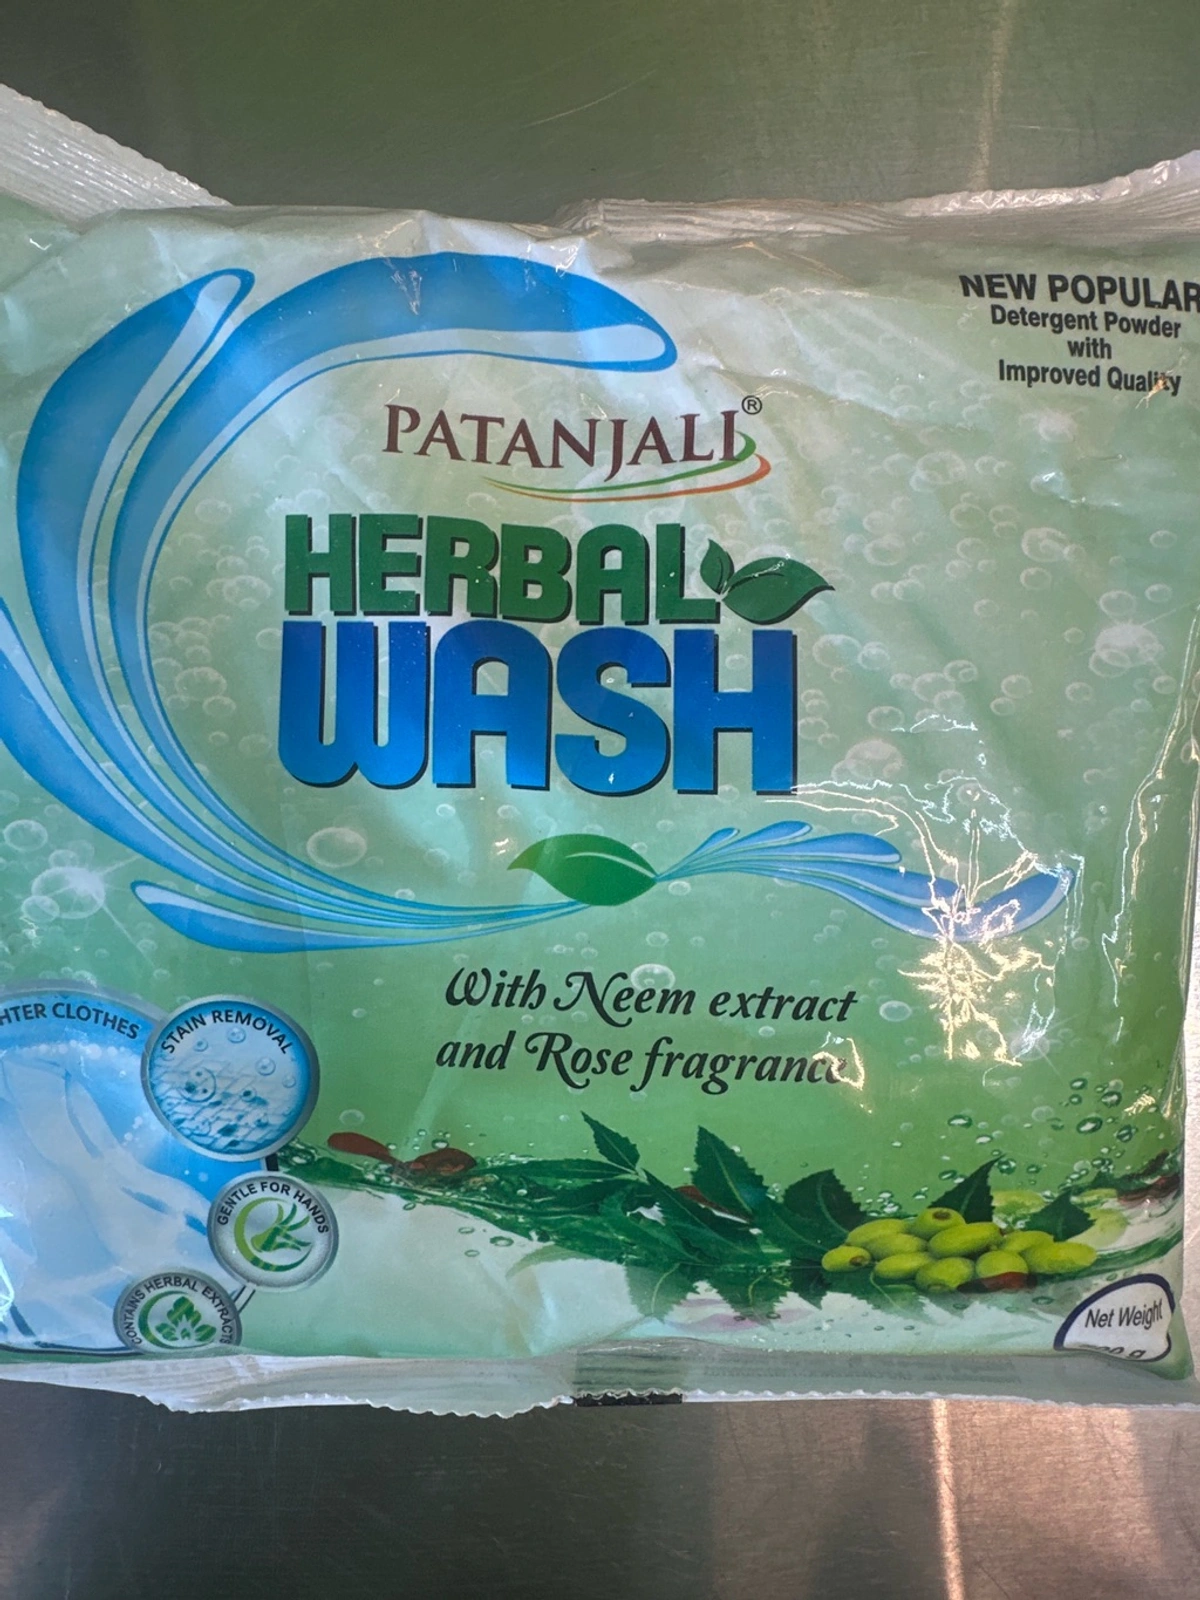 NEW POPULAR
Detergent Powder
with
Improved Quality
PATANJALI®
HERBAL
WASH
With Neem extract
and Rose fragrance
CLOTHES
STAIN REMOVAL
GENTLE FOR HANDS
CONTAINS HERBAL EXTRACTS
Net Weight
g